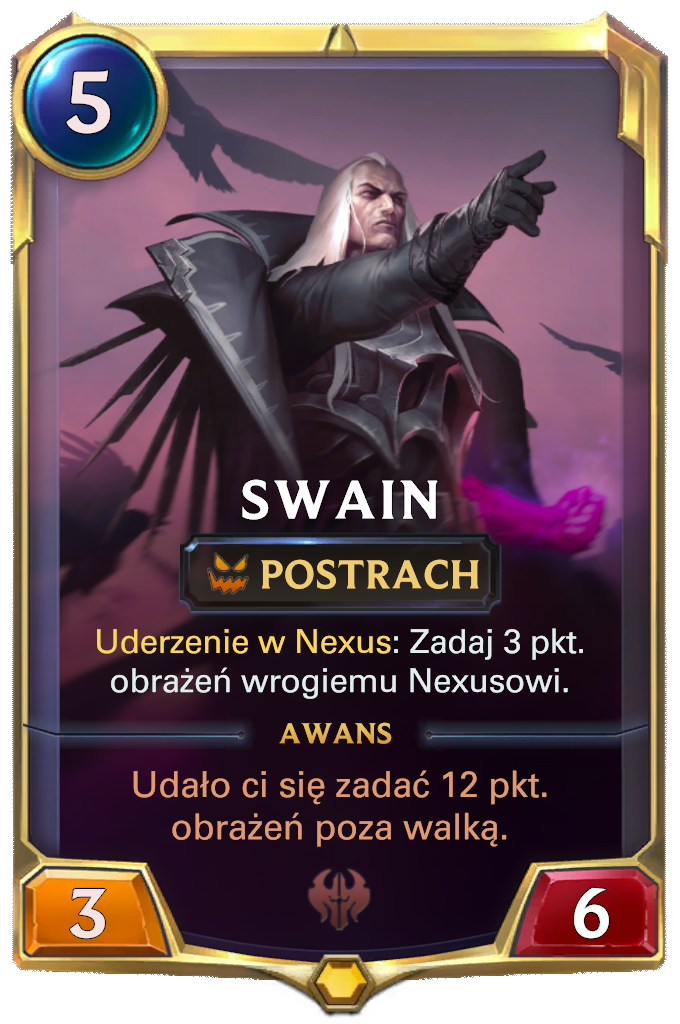 5
SWAIN
POSTRACH
Uderzenie w Nexus: Zadaj 3 pkt.
obrażeń wrogiemu Nexusowi.
AWANS
Udało ci się zadać 12 pkt.
obrażeń poza walką.
3
6